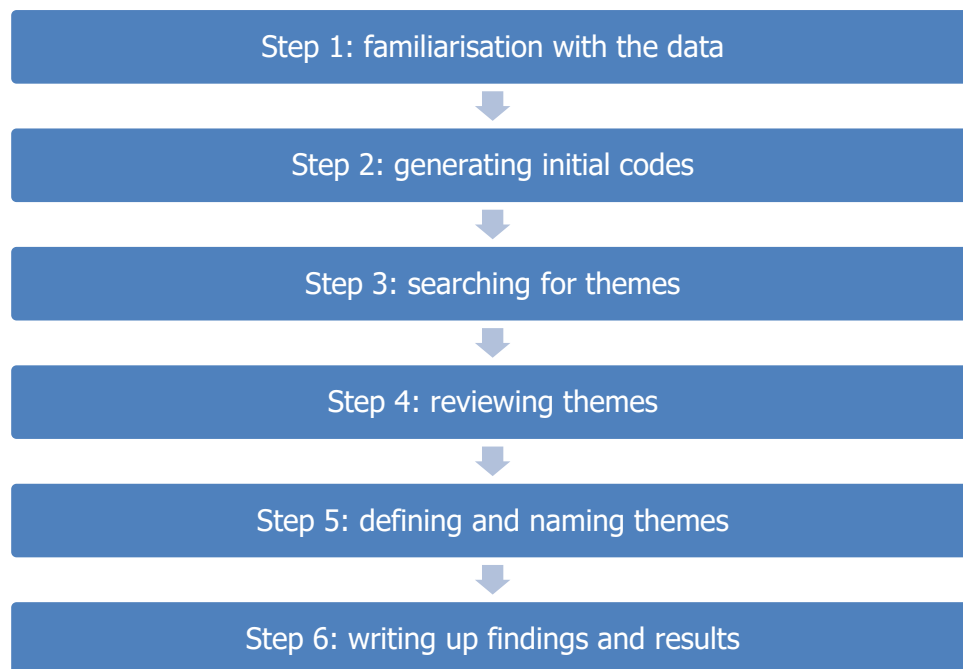 Step 1: familiarisation with the data
Step 2: generating initial codes
Step 3: searching for themes
Step 4: reviewing themes
Step 5: defining and naming themes
Step 6: writing up findings and results